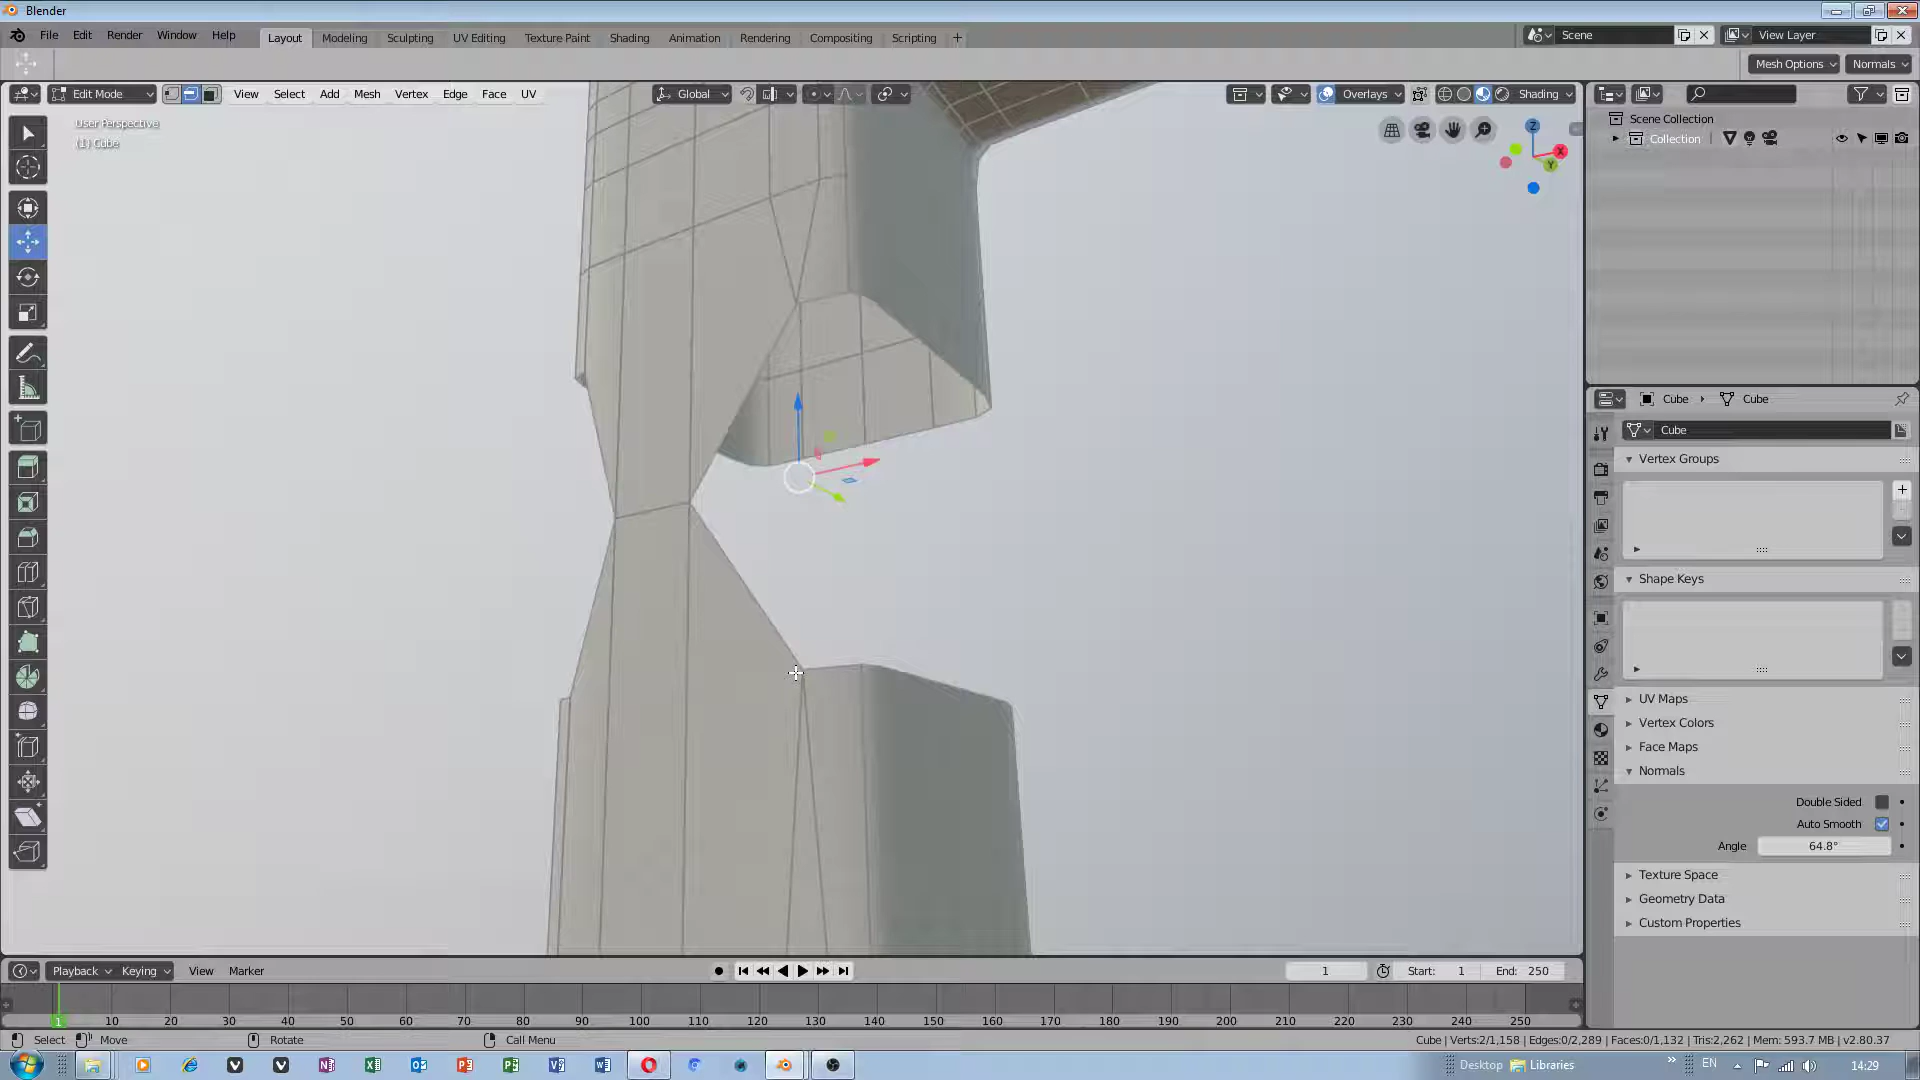 Blender
File Edit Render Window Help Layout Modeling Sculpting UV Editing Texture Paint Shading Animation Rendering Compositing Scripting + Scene View Layer
Mesh Options Normals
Edit Mode View Select Add Mesh Vertex Edge Face UV Global Overlays Shading
User Perspective
(1) Cube
Z
X
Y
Scene Collection
Collection
Cube Cube
Cube
Vertex Groups
Shape Keys
UV Maps
Vertex Colors
Face Maps
Normals
Double Sided
Auto Smooth
Angle 64.8°
Texture Space
Geometry Data
Custom Properties
Playback Keying View Marker 1 Start: 1 End: 250
1 10 20 30 40 50 60 70 80 90 100 110 120 130 140 150 160 170 180 190 200 210 220 230 240 250
Select Move Rotate Call Menu Cube | Verts:2/1,158 | Edges:0/2,289 | Faces:0/1,132 | Tris:2,262 | Mem: 593.7 MB | v2.80.37
Desktop Libraries » EN 14:29